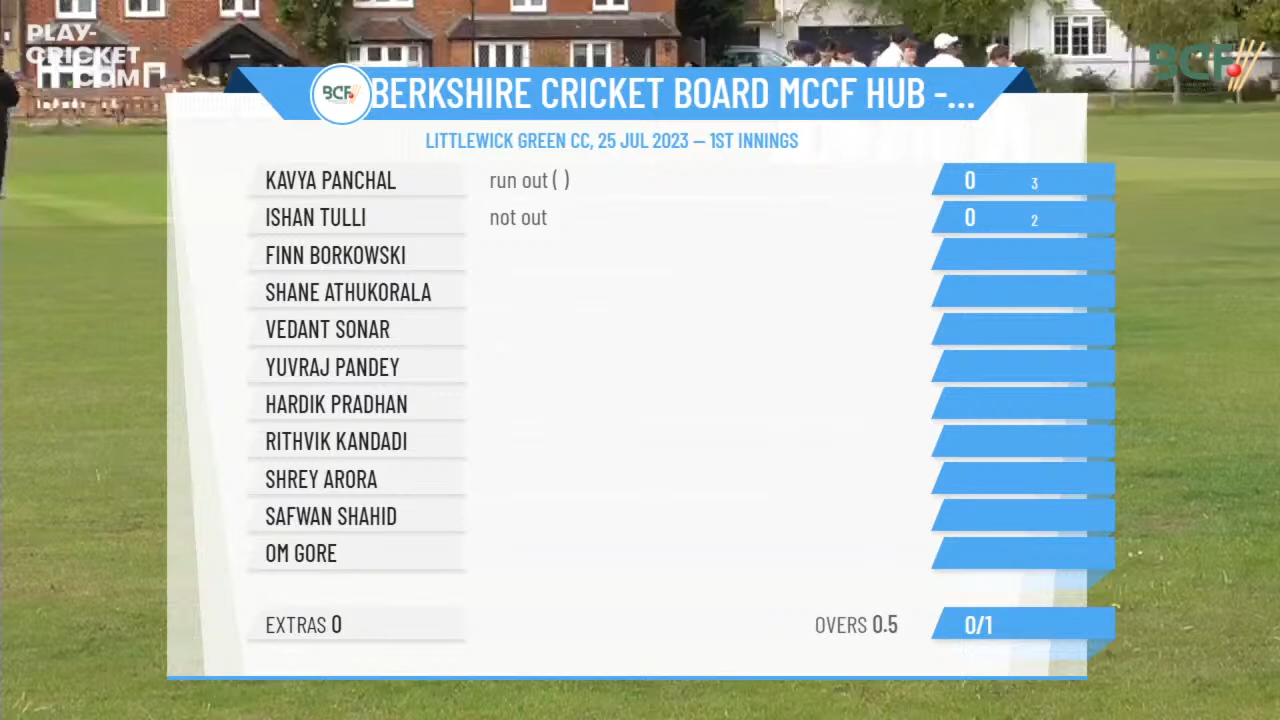 PLAY-
CRICKET
.COM
BCF
BCF BERKSHIRE CRICKET BOARD MCCF HUB -...
LITTLEWICK GREEN CC, 25 JUL 2023 – 1ST INNINGS
KAVYA PANCHAL run out ( ) 0 3
ISHAN TULLI not out 0 2
FINN BORKOWSKI
SHANE ATHUKORALA
VEDANT SONAR
YUVRAJ PANDEY
HARDIK PRADHAN
RITHVIK KANDADI
SHREY ARORA
SAFWAN SHAHID
OM GORE
EXTRAS 0 OVERS 0.5 0/1